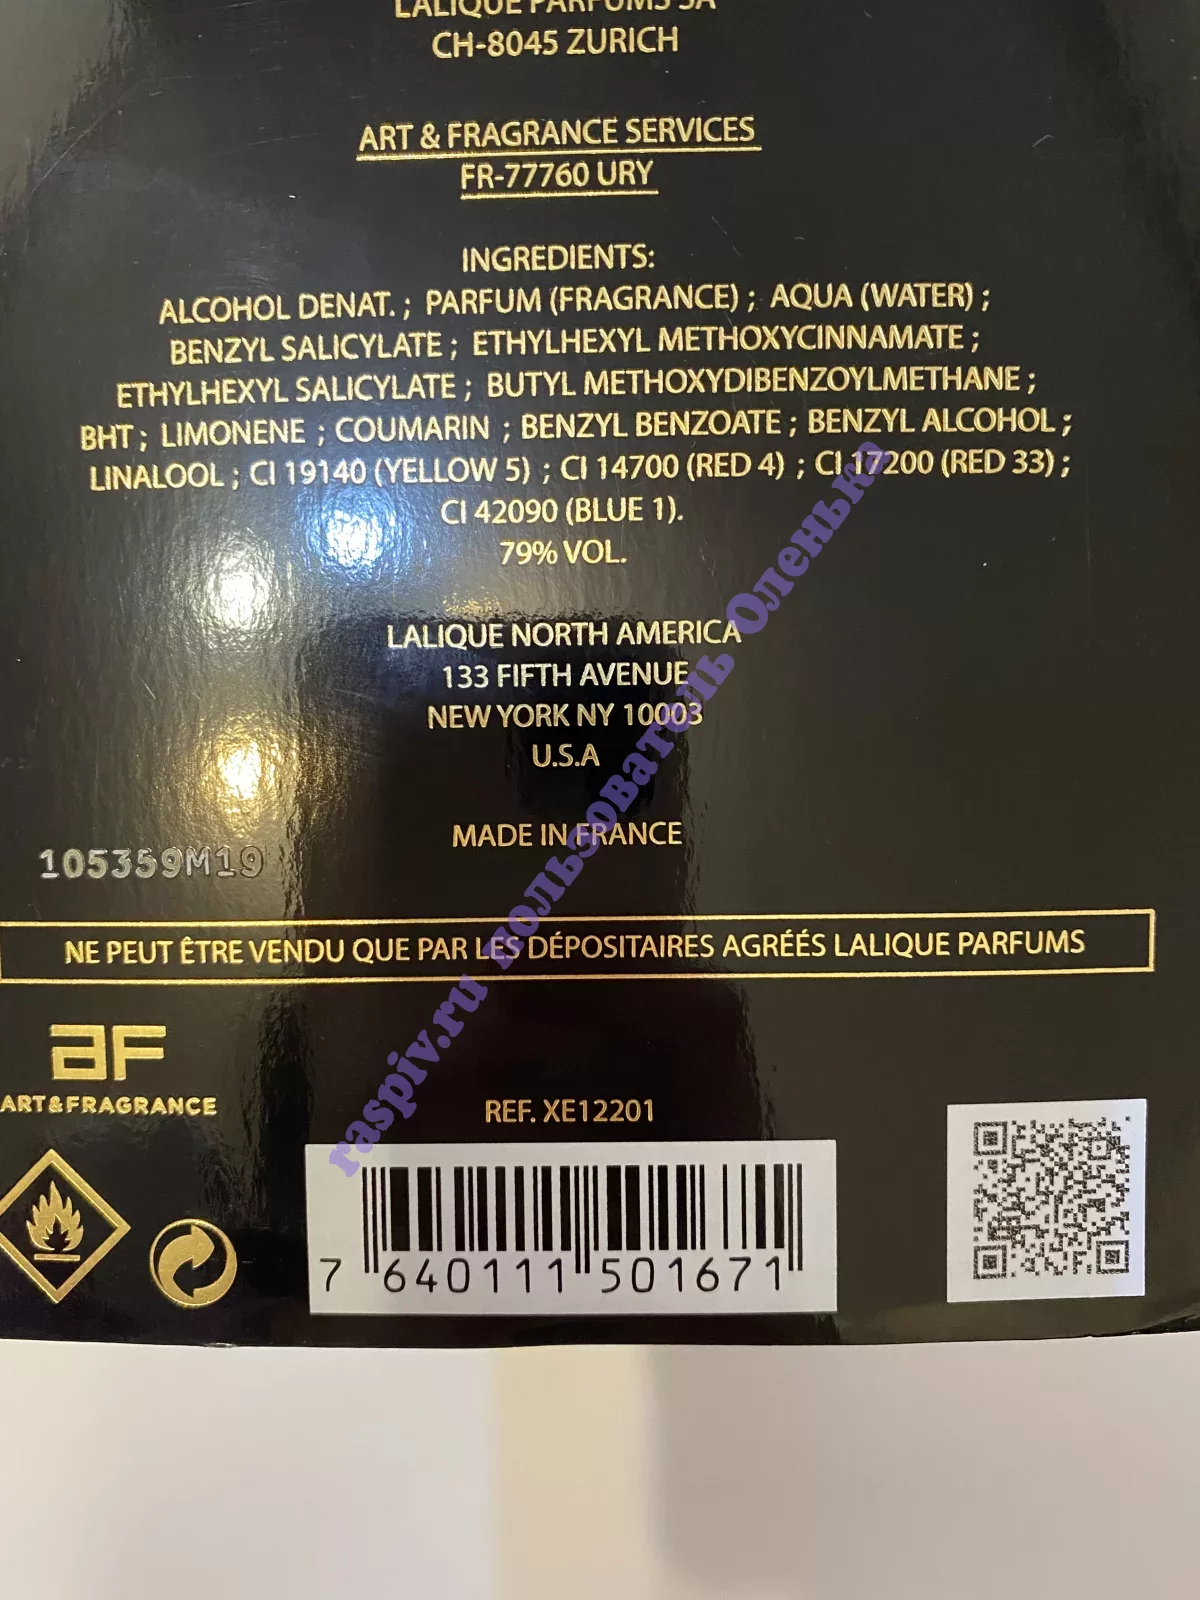 LALIQUE PARFUMS SA
CH-8045 ZURICH
ART & FRAGRANCE SERVICES
FR-77760 URY
INGREDIENTS:
ALCOHOL DENAT. ; PARFUM (FRAGRANCE) ; AQUA (WATER) ;
BENZYL SALICYLATE ; ETHYLHEXYL METHOXYCINNAMATE ;
ETHYLHEXYL SALICYLATE ; BUTYL METHOXYDIBENZOYLMETHANE ;
BHT ; LIMONENE ; COUMARIN ; BENZYL BENZOATE ; BENZYL ALCOHOL ;
LINALOOL ; CI 19140 (YELLOW 5) ; CI 14700 (RED 4) ; CI 17200 (RED 33) ;
CI 42090 (BLUE 1).
79% VOL.
LALIQUE NORTH AMERICA
133 FIFTH AVENUE
NEW YORK NY 10003
U.S.A
MADE IN FRANCE
105359M19
NE PEUT ÊTRE VENDU QUE PAR LES DÉPOSITAIRES AGRÉÉS LALIQUE PARFUMS
aF
ART&FRAGRANCE
REF. XE12201
7 640111 501671
raspiv.ru пользователь Оленька